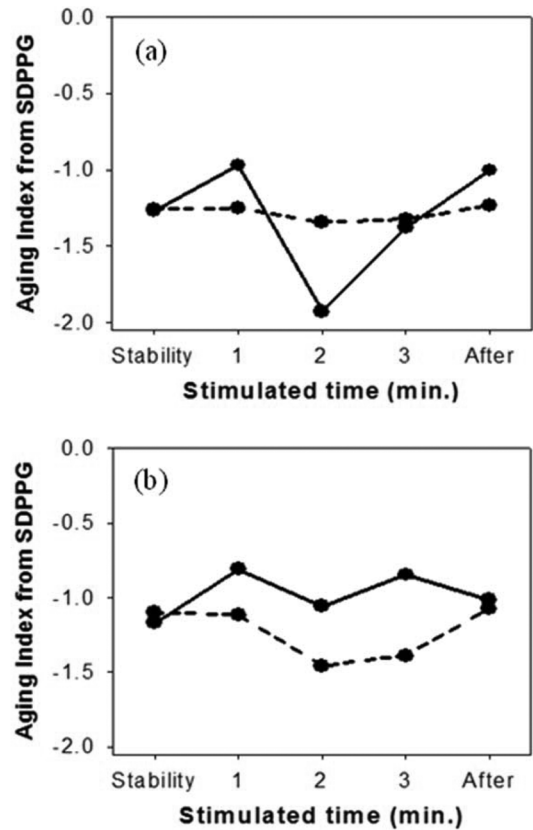 (a)
Aging Index from SDPPG
0.0
-0.5
-1.0
-1.5
-2.0
Stability 1 2 3 After
Stimulated time (min.)
(b)
Aging Index from SDPPG
0.0
-0.5
-1.0
-1.5
-2.0
Stability 1 2 3 After
Stimulated time (min.)